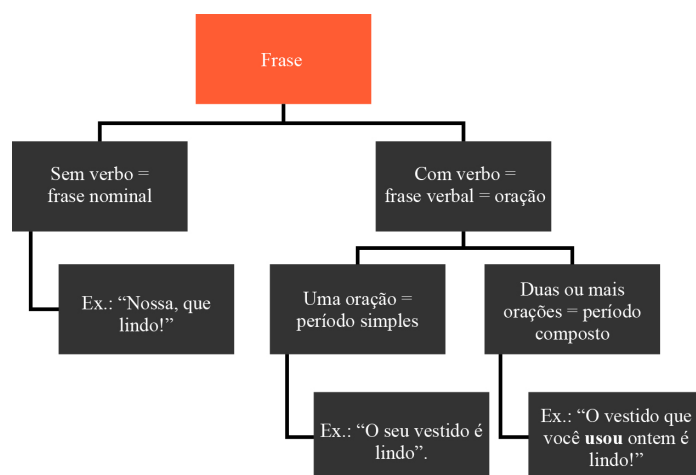 Frase
Sem verbo =
frase nominal
Com verbo =
frase verbal = oração
Ex.: “Nossa, que
lindo!”
Uma oração =
período simples
Duas ou mais
orações = período
composto
Ex.: “O seu vestido é
lindo”.
Ex.: “O vestido que
você usou ontem é
lindo!”